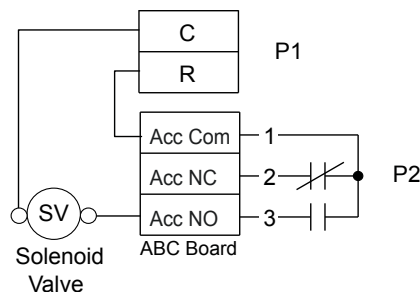 C
P1
R
Acc Com 1
Acc NC 2
P2
Acc NO 3
SV
ABC Board
Solenoid
Valve